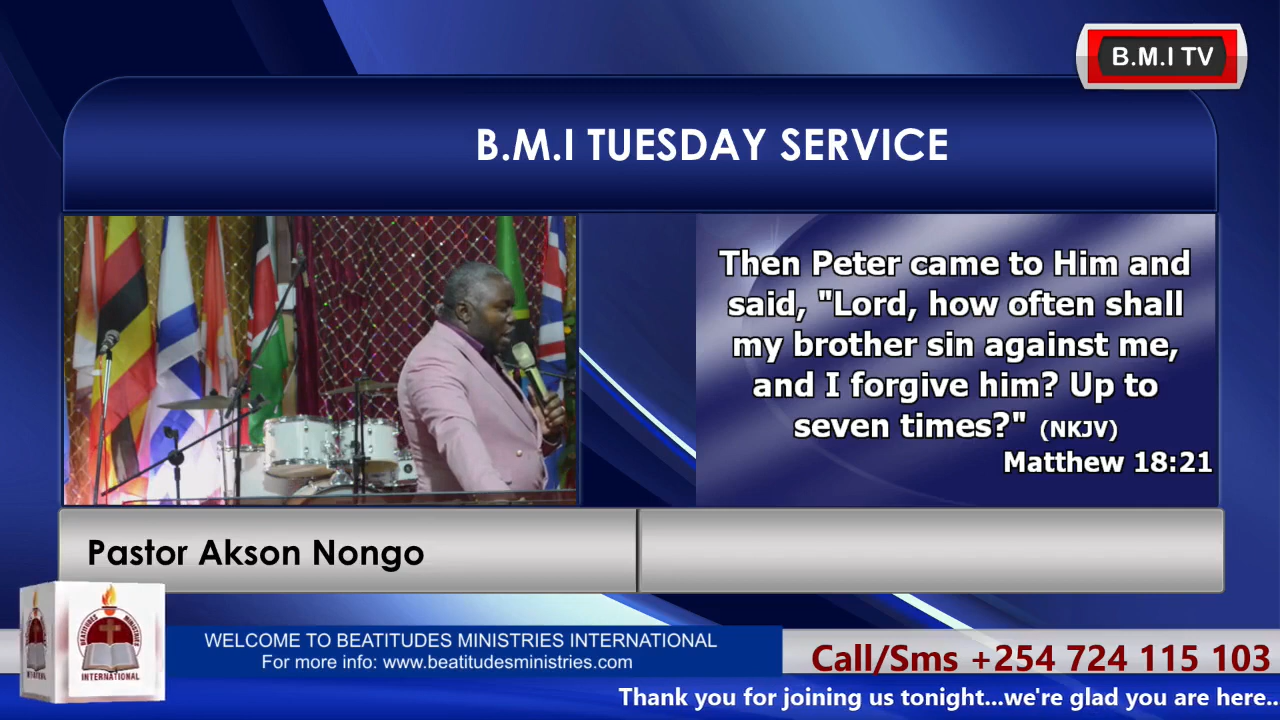 B.M.I TV
B.M.I TUESDAY SERVICE
Then Peter came to Him and
said, "Lord, how often shall
my brother sin against me,
and I forgive him? Up to
seven times?" (NKJV)
Matthew 18:21
Pastor Akson Nongo
BEATITUDES MINISTRIES
INTERNATIONAL
WELCOME TO BEATITUDES MINISTRIES INTERNATIONAL
For more info: www.beatitudesministries.com
Call/Sms +254 724 115 103
Thank you for joining us tonight...we're glad you are here..